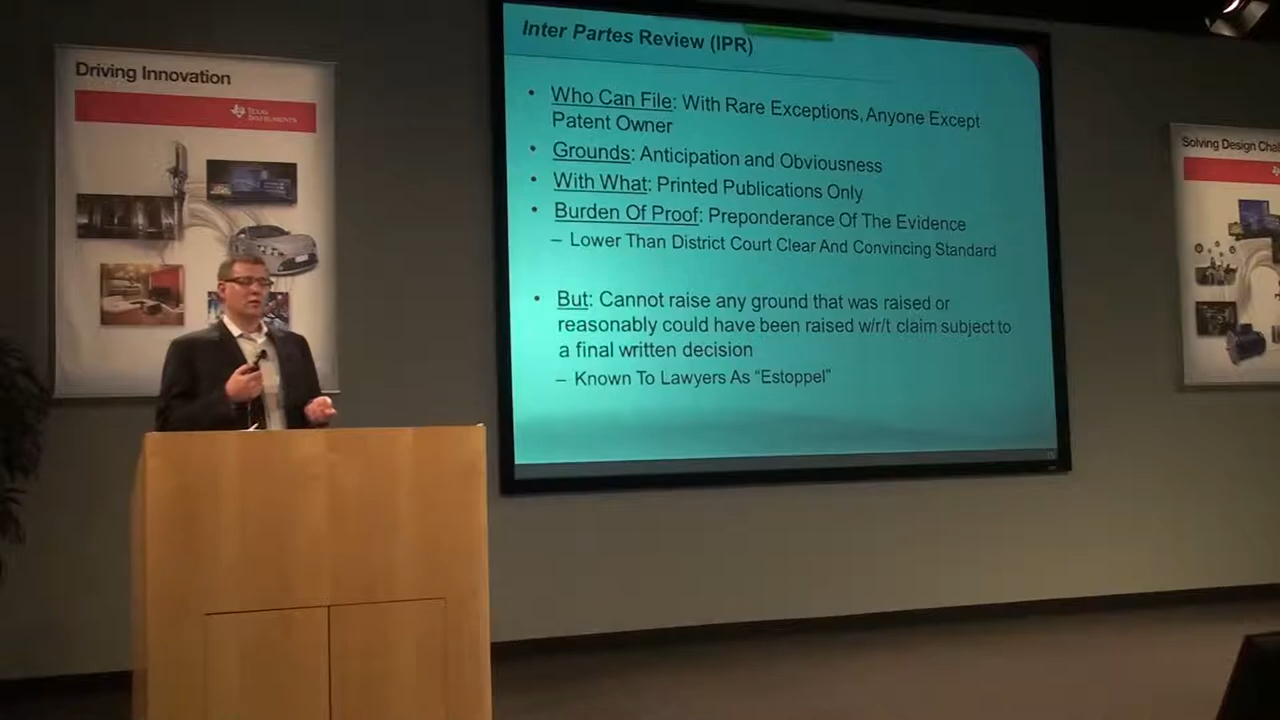 Driving Innovation
TEXAS
INSTRUMENTS
Inter Partes Review (IPR)
• Who Can File: With Rare Exceptions, Anyone Except
Patent Owner
• Grounds: Anticipation and Obviousness
• With What: Printed Publications Only
• Burden Of Proof: Preponderance Of The Evidence
– Lower Than District Court Clear And Convincing Standard
• But: Cannot raise any ground that was raised or
reasonably could have been raised w/r/t claim subject to
a final written decision
– Known To Lawyers As “Estoppel”
Solving Design Chal